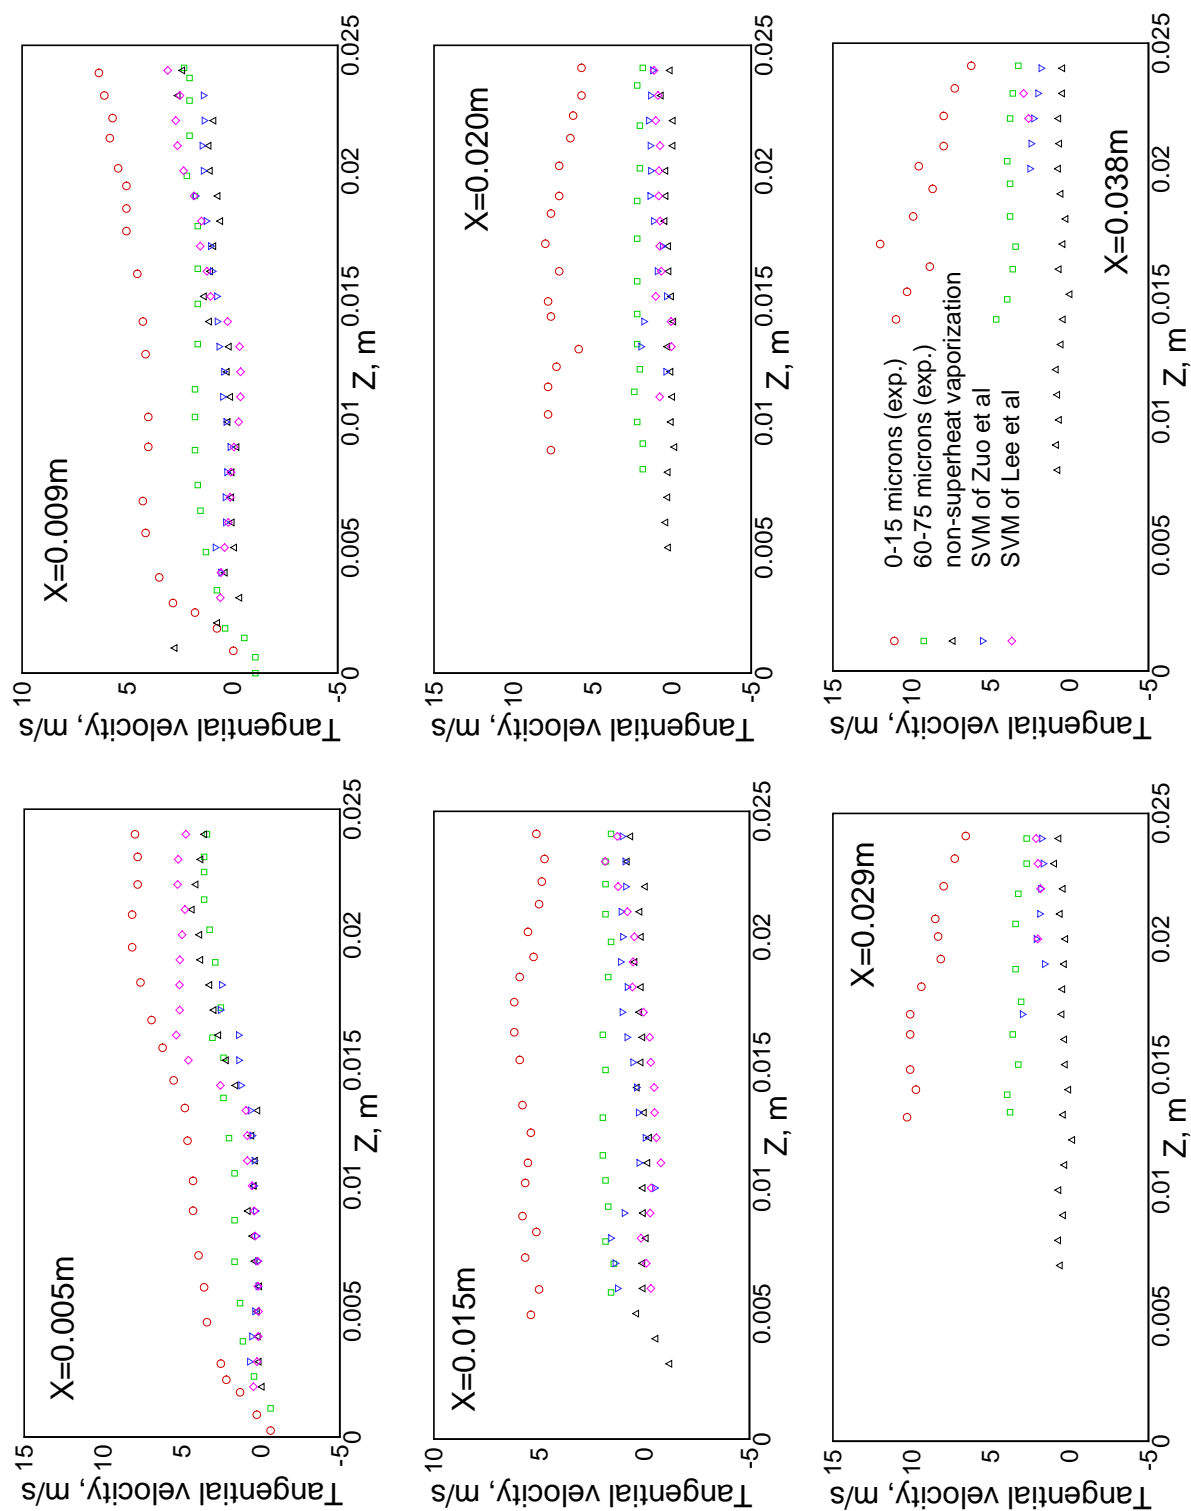 X=0.005m
Tangential velocity, m/s
15
10
5
0
-5
0
0.005
0.01
0.015
0.02
0.025
Z, m
X=0.009m
Tangential velocity, m/s
10
5
0
-5
0
0.005
0.01
0.015
0.02
0.025
Z, m
X=0.015m
Tangential velocity, m/s
10
5
0
-5
0
0.005
0.01
0.015
0.02
0.025
Z, m
X=0.020m
Tangential velocity, m/s
15
10
5
0
-5
0
0.005
0.01
0.015
0.02
0.025
Z, m
X=0.029m
Tangential velocity, m/s
15
10
5
0
-5
0
0.005
0.01
0.015
0.02
0.025
Z, m
X=0.038m
Tangential velocity, m/s
15
10
5
0
-5
0
0.005
0.01
0.015
0.02
0.025
Z, m
0-15 microns (exp.)
60-75 microns (exp.)
non-superheat vaporization
SVM of Zuo et al
SVM of Lee et al